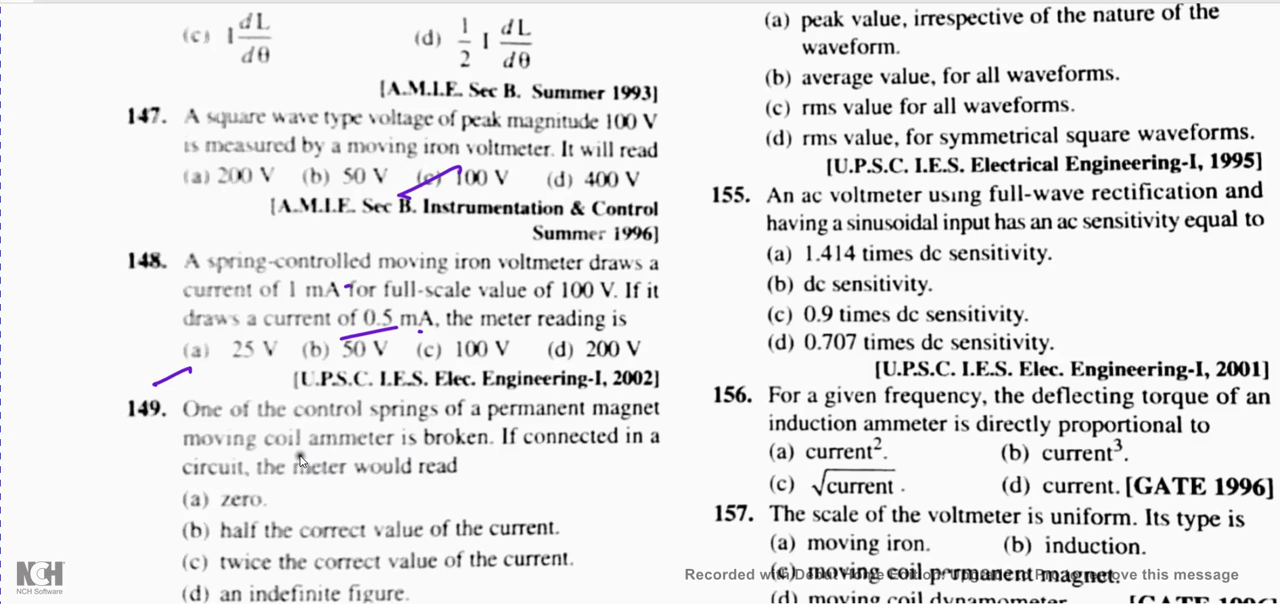 (c) I dL/dθ (d) 1/2 I dL/dθ
[A.M.I.E. Sec B. Summer 1993]
147. A square wave type voltage of peak magnitude 100 V
is measured by a moving iron voltmeter. It will read
(a) 200 V (b) 50 V (c) 100 V (d) 400 V
[A.M.I.E. Sec B. Instrumentation & Control
Summer 1996]
148. A spring-controlled moving iron voltmeter draws a
current of 1 mA for full-scale value of 100 V. If it
draws a current of 0.5 mA, the meter reading is
(a) 25 V (b) 50 V (c) 100 V (d) 200 V
[U.P.S.C. I.E.S. Elec. Engineering-I, 2002]
149. One of the control springs of a permanent magnet
moving coil ammeter is broken. If connected in a
circuit, the meter would read
(a) zero.
(b) half the correct value of the current.
(c) twice the correct value of the current.
(d) an indefinite figure.
(a) peak value, irrespective of the nature of the
waveform.
(b) average value, for all waveforms.
(c) rms value for all waveforms.
(d) rms value, for symmetrical square waveforms.
[U.P.S.C. I.E.S. Electrical Engineering-I, 1995]
155. An ac voltmeter using full-wave rectification and
having a sinusoidal input has an ac sensitivity equal to
(a) 1.414 times dc sensitivity.
(b) dc sensitivity.
(c) 0.9 times dc sensitivity.
(d) 0.707 times dc sensitivity.
[U.P.S.C. I.E.S. Elec. Engineering-I, 2001]
156. For a given frequency, the deflecting torque of an
induction ammeter is directly proportional to
(a) current². (b) current³.
(c) √current . (d) current. [GATE 1996]
157. The scale of the voltmeter is uniform. Its type is
(a) moving iron. (b) induction.
(c) moving coil permanent magnet.
(d) moving coil dynamometer.
NCH
NCH Software
Recorded with
to remove this message